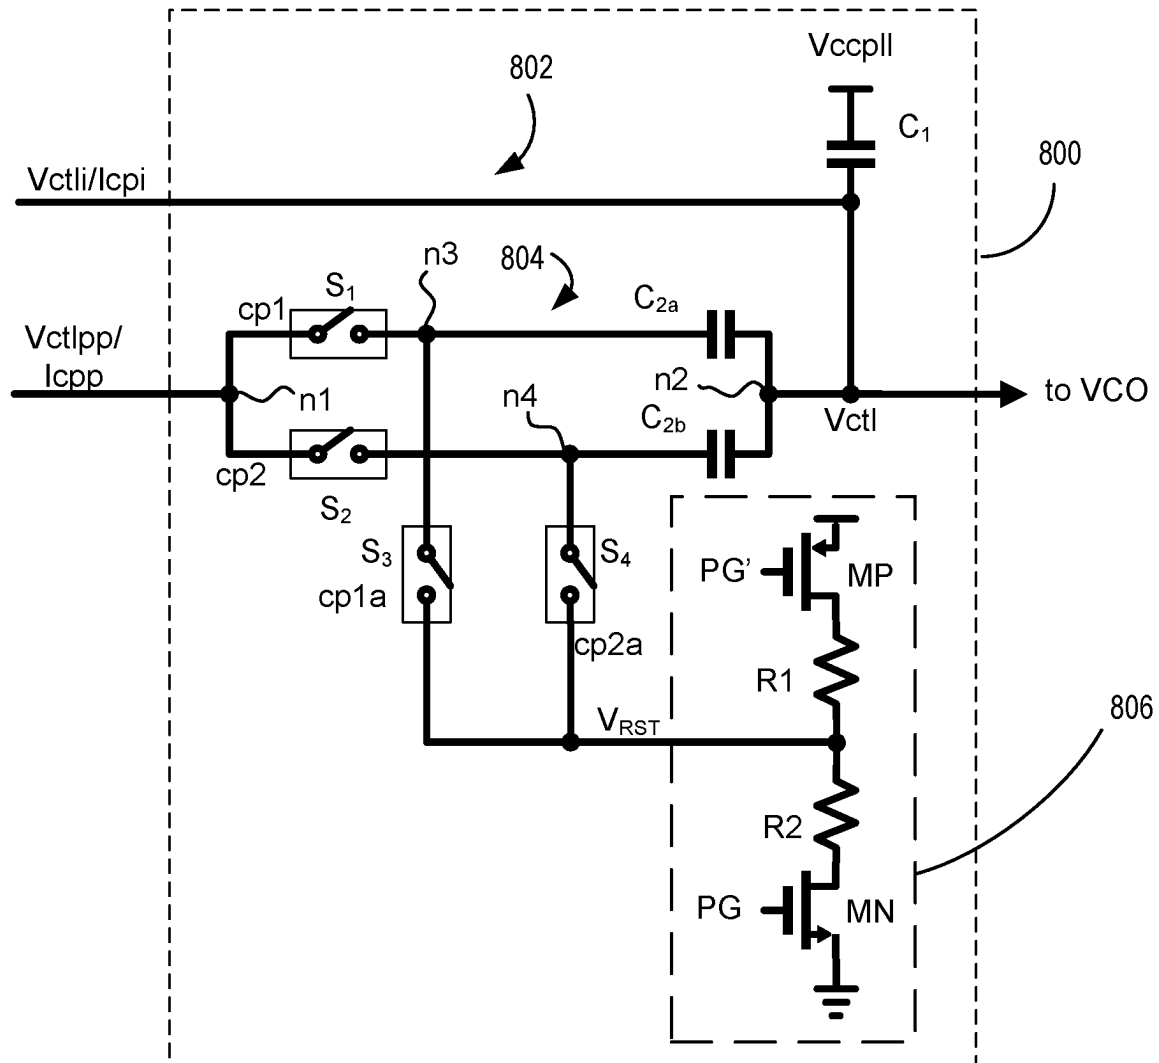 Vccpll
802
C1
800
Vctli/Icpi
n3
804
S1
cp1
C2a
Vctlpp/
Icpp
n1
n4
n2
to VCO
Vctl
C2b
cp2
S2
S3
S4
PG’
MP
cp1a
cp2a
R1
806
VRST
R2
PG
MN